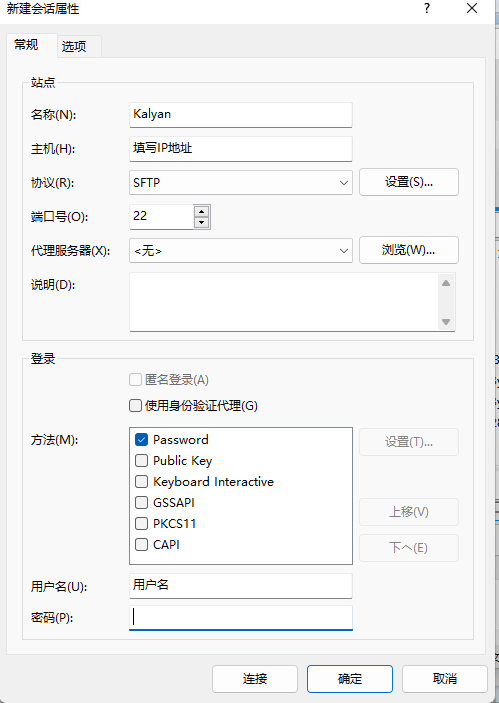 新建会话属性
?
常规
选项
站点
名称(N):
Kalyan
主机(H):
填写IP地址
协议(R):
SFTP
设置(S)...
端口号(O):
22
代理服务器(X):
<无>
浏览(W)...
说明(D):
登录
匿名登录(A)
使用身份验证代理(G)
方法(M):
Password
设置(T)...
Public Key
Keyboard Interactive
GSSAPI
上移(V)
PKCS11
CAPI
下へ(E)
用户名(U):
用户名
密码(P):
连接
确定
取消